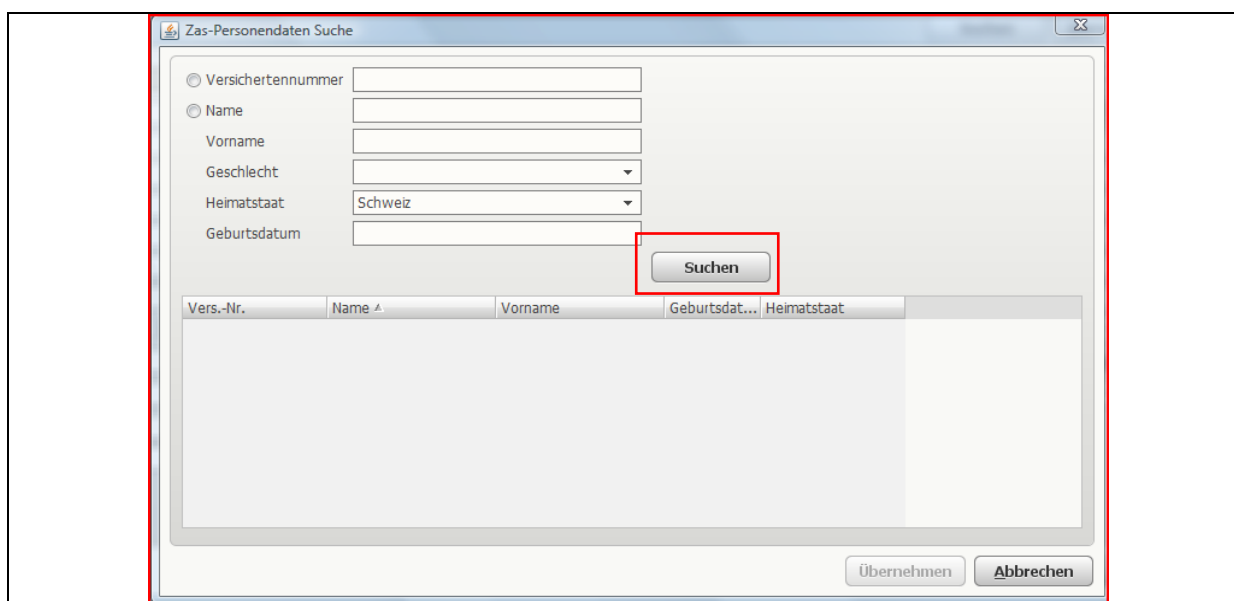 Zas-Personendaten Suche
Versichertennummer
Name
Vorname
Geschlecht
Heimatstaat Schweiz
Geburtsdatum
Suchen
Vers.-Nr. Name Vorname Geburtsdat... Heimatstaat
Übernehmen Abbrechen